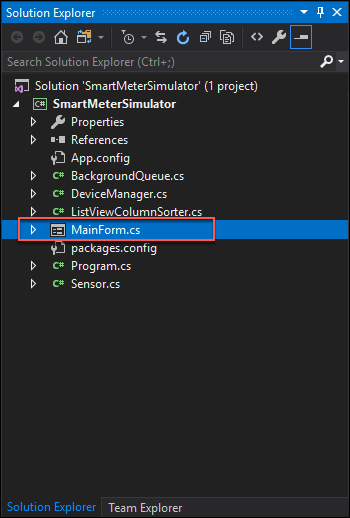 Solution Explorer
Search Solution Explorer (Ctrl+;)
Solution 'SmartMeterSimulator' (1 project)
C# SmartMeterSimulator
Properties
References
App.config
C# BackgroundQueue.cs
C# DeviceManager.cs
C# ListViewColumnSorter.cs
MainForm.cs
packages.config
C# Program.cs
C# Sensor.cs
Solution Explorer Team Explorer